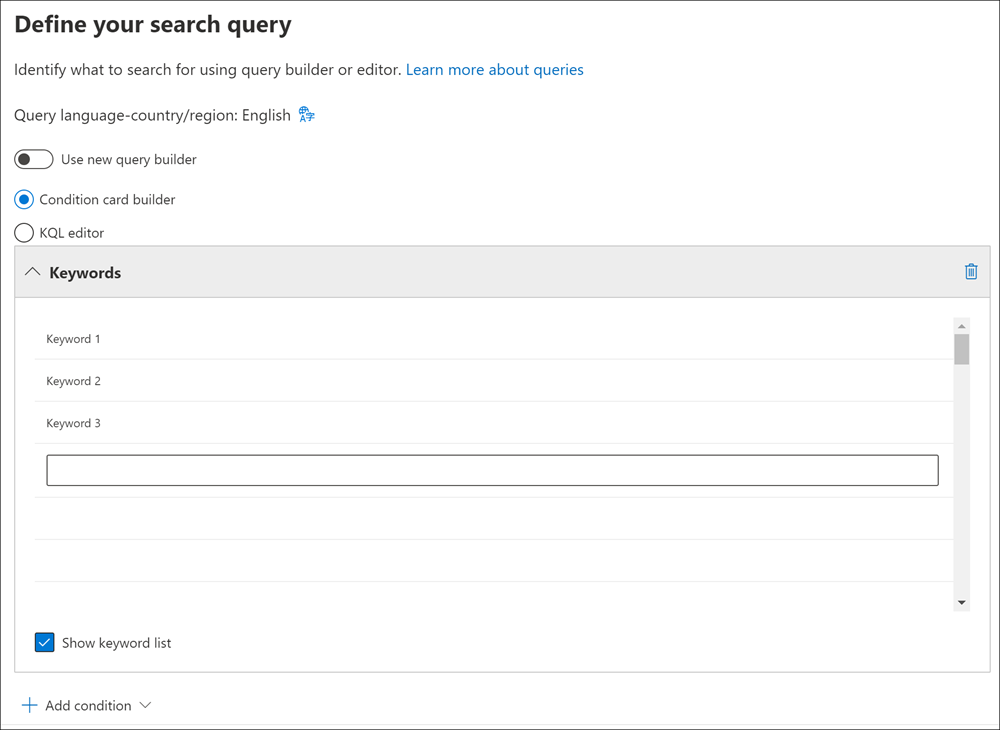 Define your search query
Identify what to search for using query builder or editor. Learn more about queries
Query language-country/region: English
Use new query builder
Condition card builder
KQL editor
Keywords
Keyword 1
Keyword 2
Keyword 3
Show keyword list
Add condition